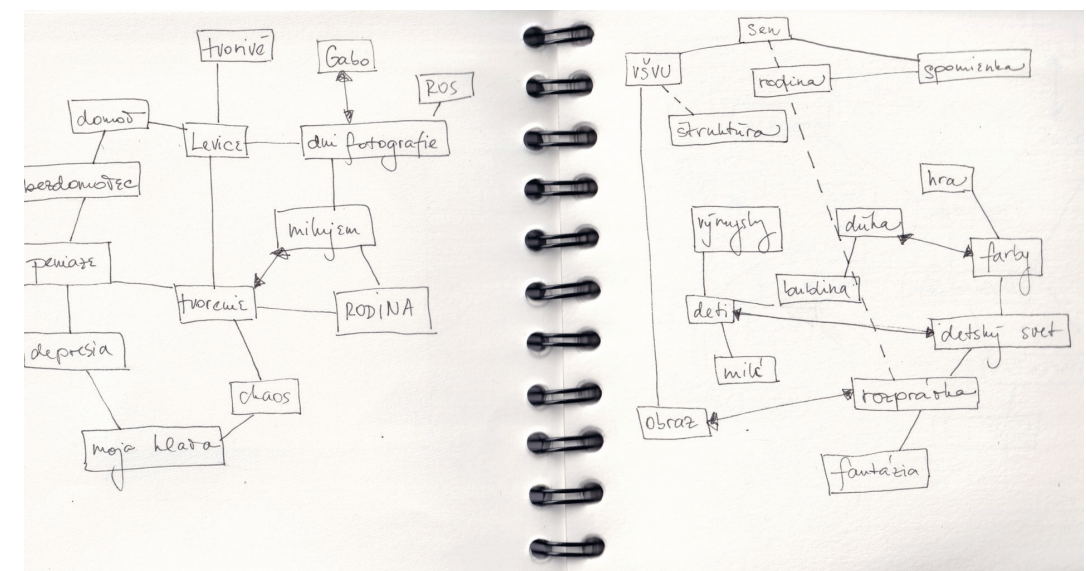 tvorivé
Gabo
ROS
domov
Levice
dni fotografie
bezdomovec
milujem
peniaze
tvorenie
RODINA
depresia
chaos
moja hlava
sen
VŠVU
rodina
spomienka
štruktúra
hra
výmysly
dúha
farby
bublina
deti
detský svet
milé
rozprávka
obraz
fantázia